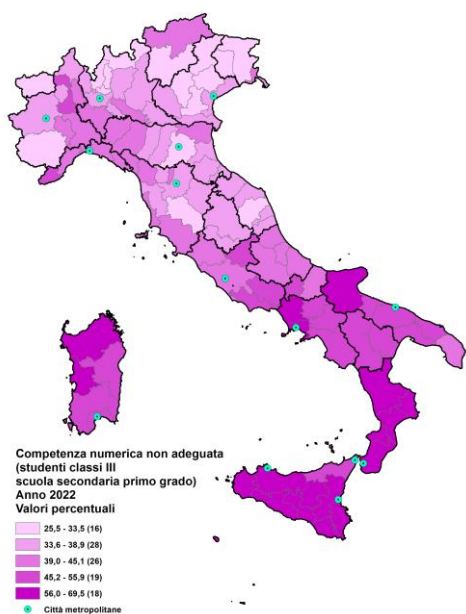 Competenza numerica non adeguata
(studenti classi III
scuola secondaria primo grado)
Anno 2022
Valori percentuali
25,5 - 33,5 (16)
33,6 - 38,9 (28)
39,0 - 45,1 (26)
45,2 - 55,9 (19)
56,0 - 69,5 (18)
Città metropolitane